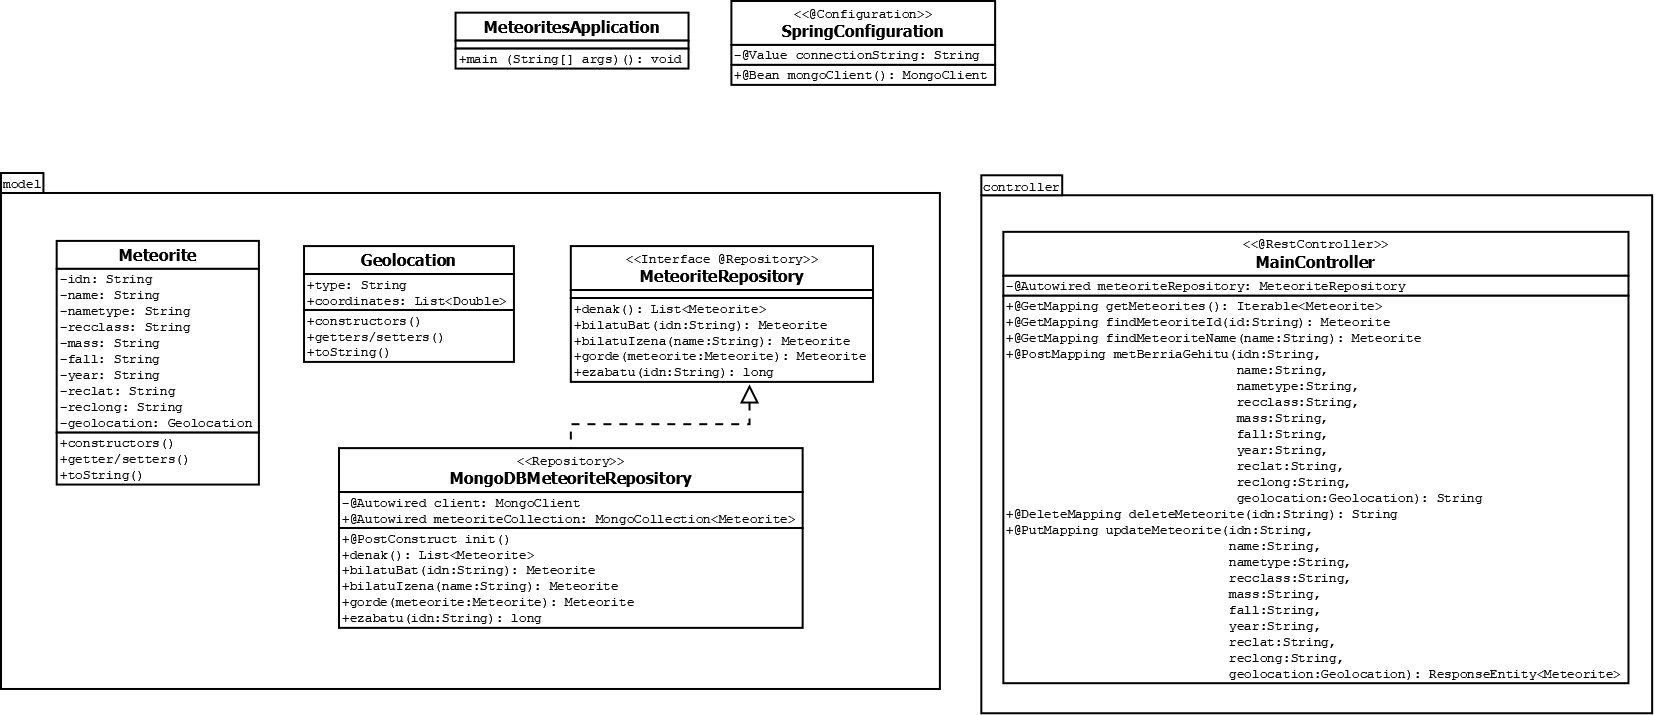 MeteoritesApplication
+main (String[] args)(): void
<<@Configuration>>
SpringConfiguration
-@Value connectionString: String
+@Bean mongoClient(): MongoClient
model
Meteorite
-idn: String
-name: String
-nametype: String
-recclass: String
-mass: String
-fall: String
-year: String
-reclat: String
-reclong: String
-geolocation: Geolocation
+constructors()
+getter/setters()
+toString()
Geolocation
+type: String
+coordinates: List<Double>
+constructors()
+getters/setters()
+toString()
<<Interface @Repository>>
MeteoriteRepository
+denak(): List<Meteorite>
+bilatuBat(idn:String): Meteorite
+bilatuIzena(name:String): Meteorite
+gorde(meteorite:Meteorite): Meteorite
+ezabatu(idn:String): long
<<Repository>>
MongoDBMeteoriteRepository
-@Autowired client: MongoClient
+@Autowired meteoriteCollection: MongoCollection<Meteorite>
+@PostConstruct init()
+denak(): List<Meteorite>
+bilatuBat(idn:String): Meteorite
+bilatuIzena(name:String): Meteorite
+gorde(meteorite:Meteorite): Meteorite
+ezabatu(idn:String): long
controller
<<@RestController>>
MainController
-@Autowired meteoriteRepository: MeteoriteRepository
+@GetMapping getMeteorites(): Iterable<Meteorite>
+@GetMapping findMeteoriteId(id:String): Meteorite
+@GetMapping findMeteoriteName(name:String): Meteorite
+@PostMapping metBerriaGehitu(idn:String,
name:String,
nametype:String,
recclass:String,
mass:String,
fall:String,
year:String,
reclat:String,
reclong:String,
geolocation:Geolocation): String
+@DeleteMapping deleteMeteorite(idn:String): String
+@PutMapping updateMeteorite(idn:String,
name:String,
nametype:String,
recclass:String,
mass:String,
fall:String,
year:String,
reclat:String,
reclong:String,
geolocation:Geolocation): ResponseEntity<Meteorite>